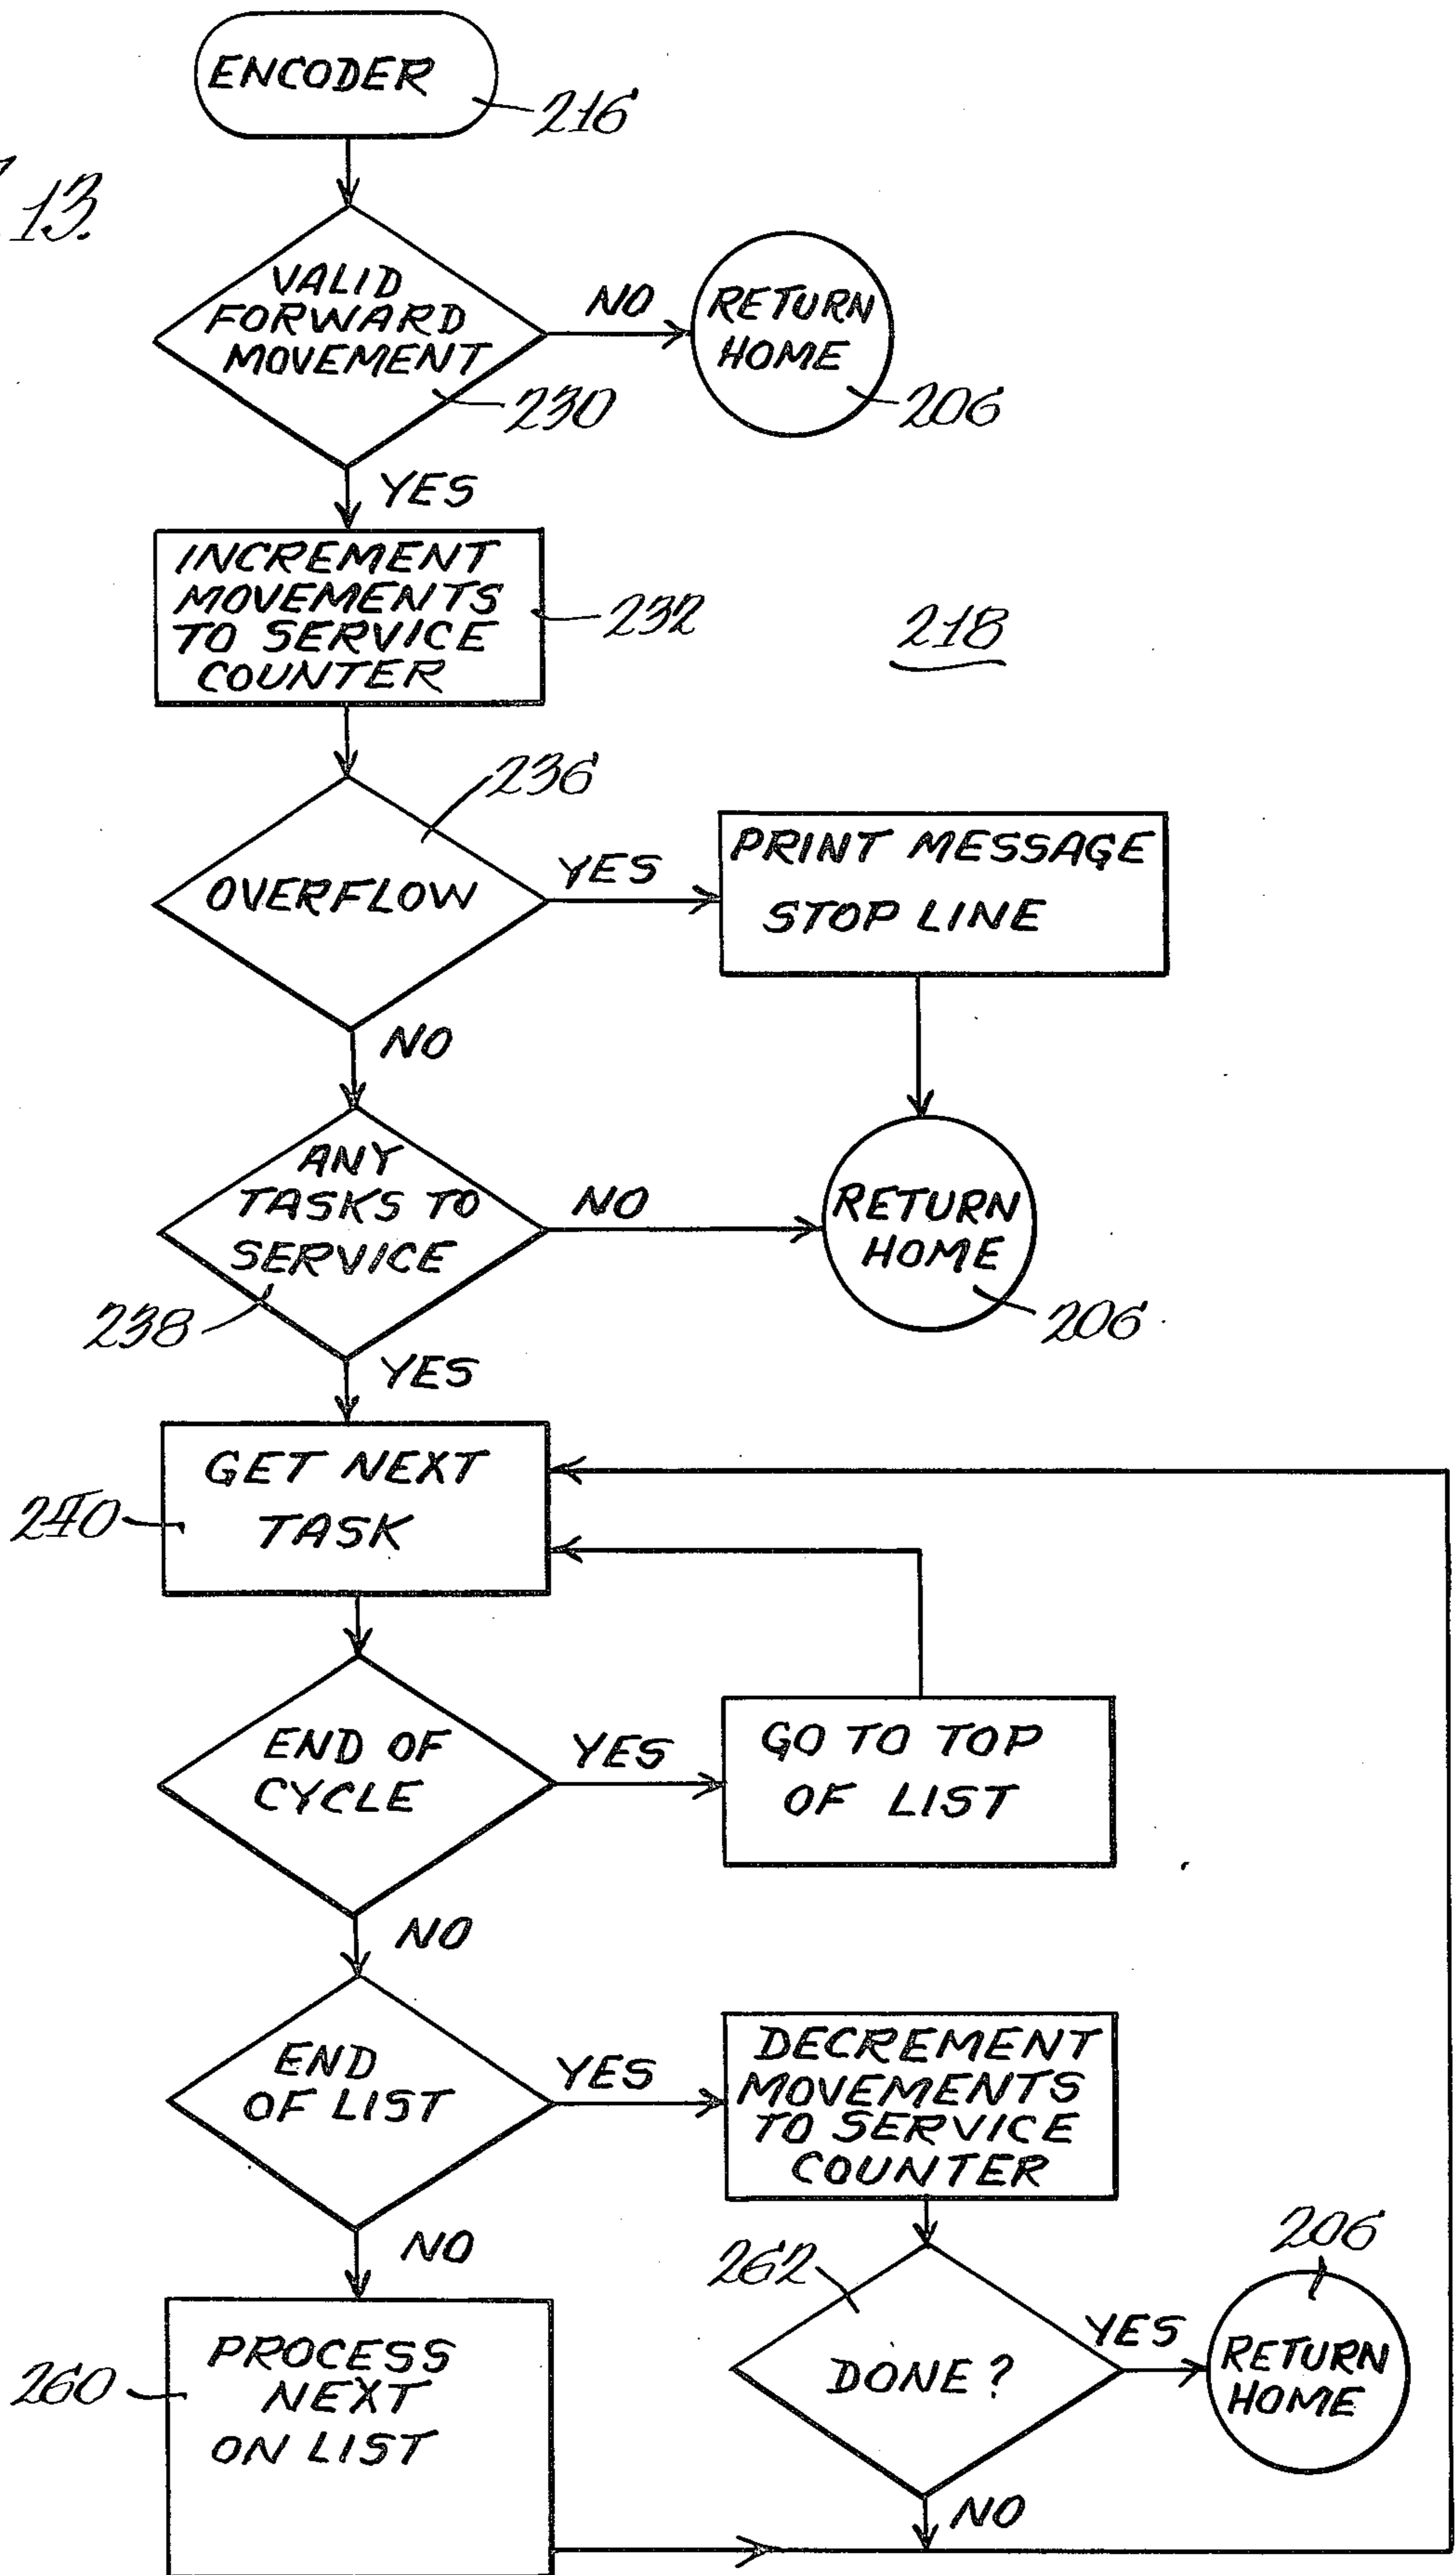 ENCODER
216
13.
VALID
FORWARD
MOVEMENT
230
NO
RETURN
HOME
206
YES
INCREMENT
MOVEMENTS
TO SERVICE
COUNTER
232
218
236
OVERFLOW
YES
PRINT MESSAGE
STOP LINE
NO
ANY
TASKS TO
SERVICE
238
NO
RETURN
HOME
206
YES
GET NEXT
TASK
240
END OF
CYCLE
YES
GO TO TOP
OF LIST
NO
END
OF LIST
YES
DECREMENT
MOVEMENTS
TO SERVICE
COUNTER
NO
262
DONE?
YES
206
RETURN
HOME
NO
PROCESS
NEXT
ON LIST
260